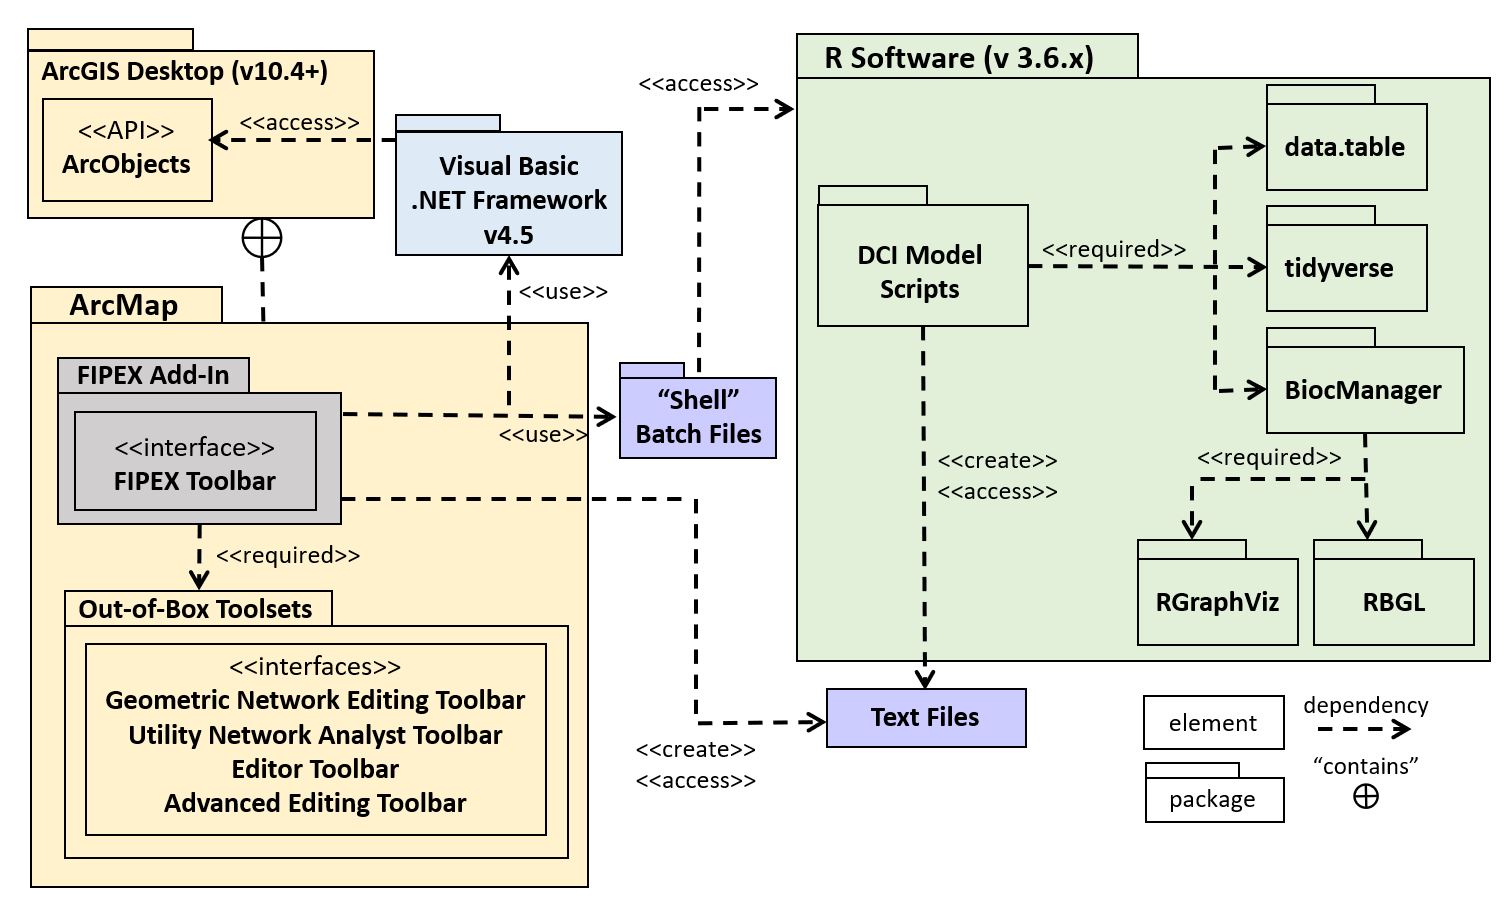 ArcGIS Desktop (v10.4+)
<<API>>
ArcObjects
<<access>>
Visual Basic
.NET Framework
v4.5
<<use>>
ArcMap
FIPEX Add-In
<<interface>>
FIPEX Toolbar
<<use>>
<<required>>
Out-of-Box Toolsets
<<interfaces>>
Geometric Network Editing Toolbar
Utility Network Analyst Toolbar
Editor Toolbar
Advanced Editing Toolbar
“Shell”
Batch Files
<<access>>
R Software (v 3.6.x)
DCI Model
Scripts
<<required>>
data.table
tidyverse
BiocManager
<<required>>
RGraphViz
RBGL
<<create>>
<<access>>
Text Files
<<create>>
<<access>>
element
package
dependency
“contains”